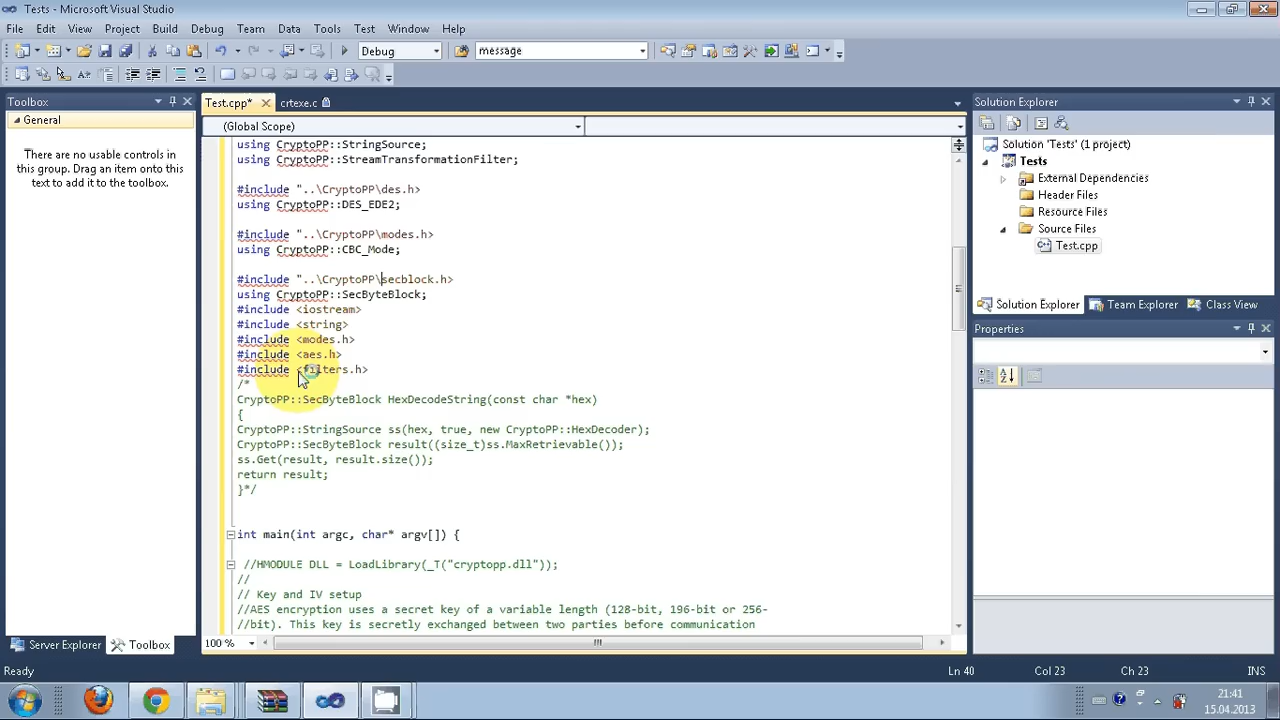 Tests - Microsoft Visual Studio
File Edit View Project Build Debug Team Data Tools Test Window Help
Debug message
Toolbox
General
There are no usable controls in
this group. Drag an item onto this
text to add it to the toolbox.
Server Explorer Toolbox
Test.cpp* crtexe.c
(Global Scope)
using CryptoPP::StringSource;
using CryptoPP::StreamTransformationFilter;
#include "..\CryptoPP\des.h>
using CryptoPP::DES_EDE2;
#include "..\CryptoPP\modes.h>
using CryptoPP::CBC_Mode;
#include "..\CryptoPP\secblock.h>
using CryptoPP::SecByteBlock;
#include <iostream>
#include <string>
#include <modes.h>
#include <aes.h>
#include <filters.h>
/*
CryptoPP::SecByteBlock HexDecodeString(const char *hex)
{
CryptoPP::StringSource ss(hex, true, new CryptoPP::HexDecoder);
CryptoPP::SecByteBlock result((size_t)ss.MaxRetrievable());
ss.Get(result, result.size());
return result;
}*/
int main(int argc, char* argv[]) {
//HMODULE DLL = LoadLibrary(_T("cryptopp.dll"));
//
// Key and IV setup
//AES encryption uses a secret key of a variable length (128-bit, 196-bit or 256-
//bit). This key is secretly exchanged between two parties before communication
100 %
Solution Explorer
Solution 'Tests' (1 project)
Tests
External Dependencies
Header Files
Resource Files
Source Files
Test.cpp
Solution Explorer Team Explorer Class View
Properties
Ready Ln 40 Col 23 Ch 23 INS
21:41
15.04.2013